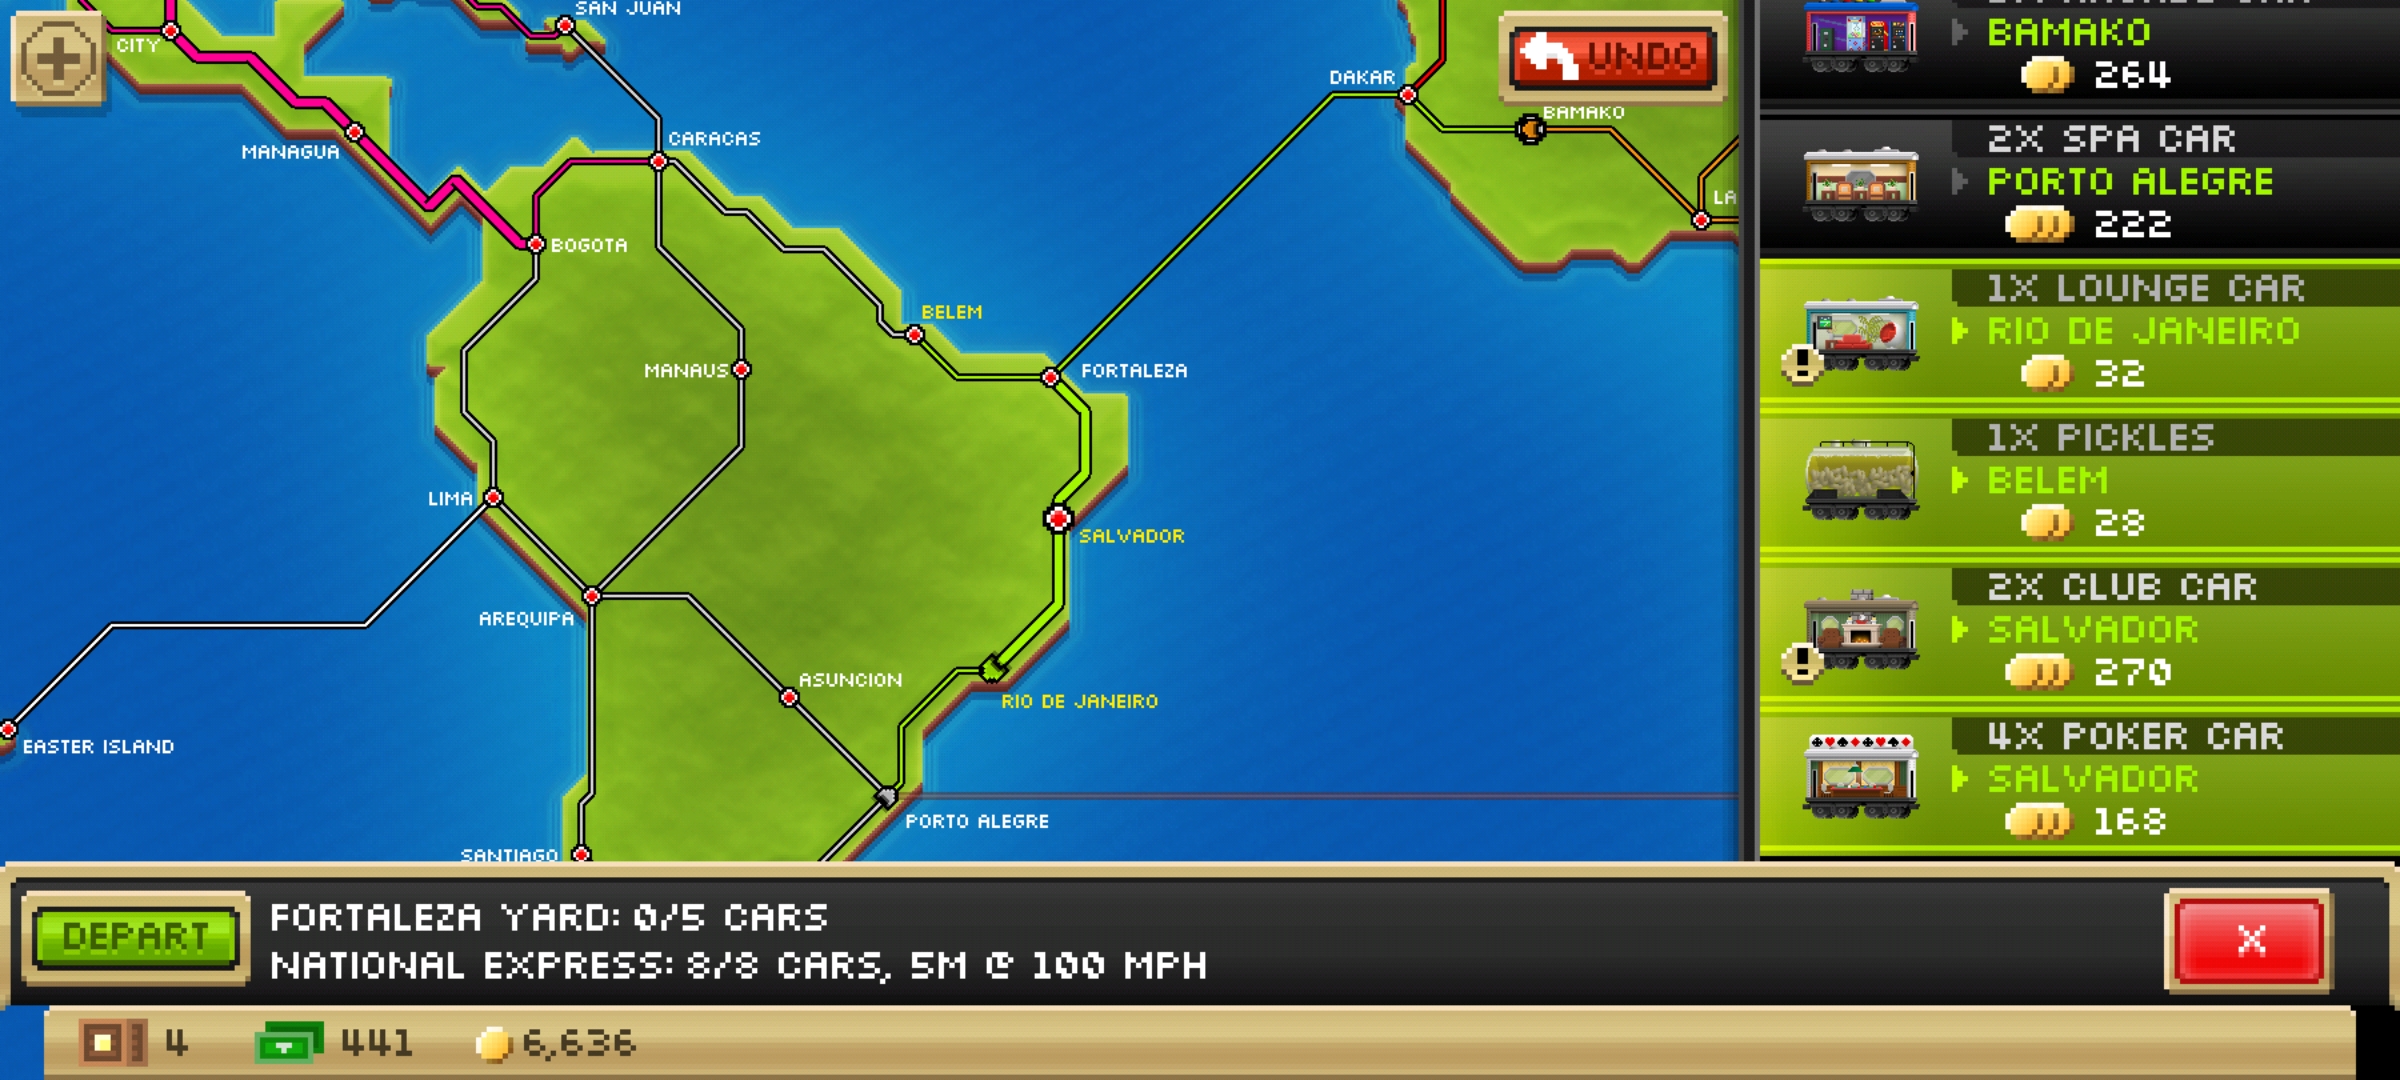 SAN JUAN
CITY
DAKAR
UNDO
BAMAKO
CARACAS
MANAGUA
BOGOTA
LA
BELEM
MANAUS
FORTALEZA
LIMA
SALVADOR
AREQUIPA
ASUNCION
RIO DE JANEIRO
EASTER ISLAND
PORTO ALEGRE
SANTIAGO
BAMAKO
264
2X SPA CAR
PORTO ALEGRE
222
1X LOUNGE CAR
RIO DE JANEIRO
32
1X PICKLES
BELEM
28
2X CLUB CAR
SALVADOR
270
4X POKER CAR
SALVADOR
168
DEPART
FORTALEZA YARD: 0/5 CARS
NATIONAL EXPRESS: 8/8 CARS, 5M @ 100 MPH
X
4
441
6,636